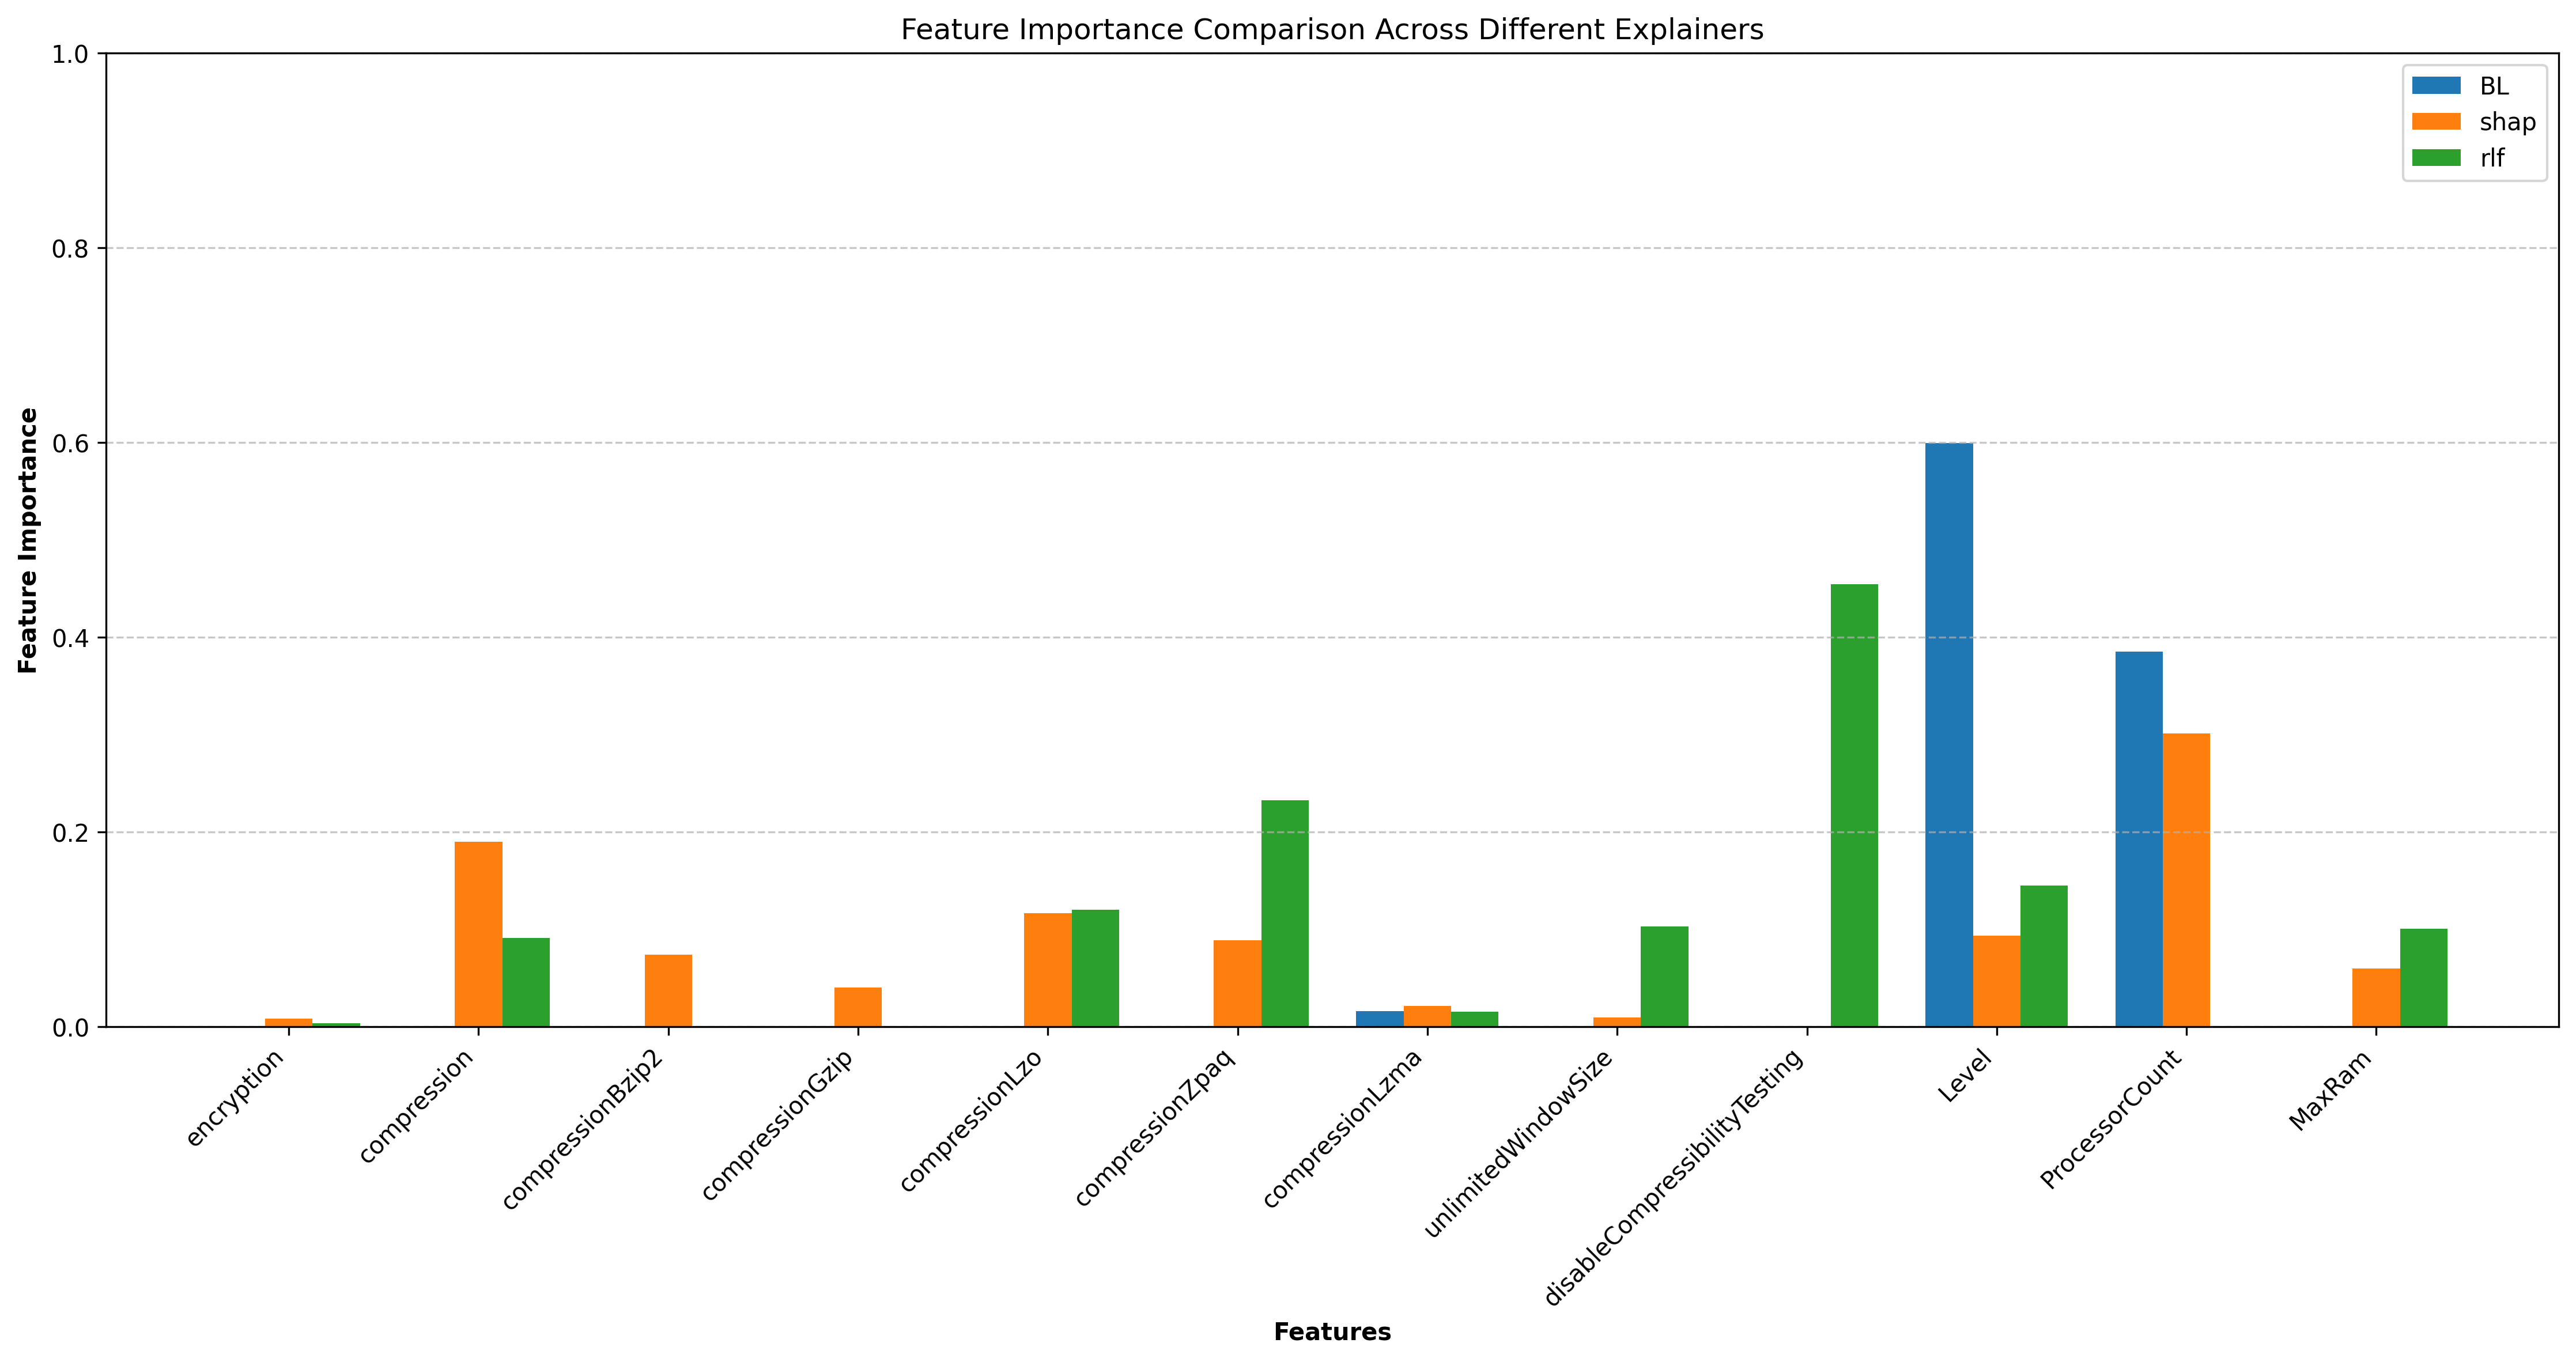 Feature Importance Comparison Across Different Explainers
1.0
0.8
0.6
0.4
0.2
0.0
Feature Importance
BL
shap
rlf
encryption
compression
compressionBzip2
compressionGzip
compressionLzo
compressionZpaq
compressionLzma
unlimitedWindowSize
disableCompressibilityTesting
Level
ProcessorCount
MaxRam
Features